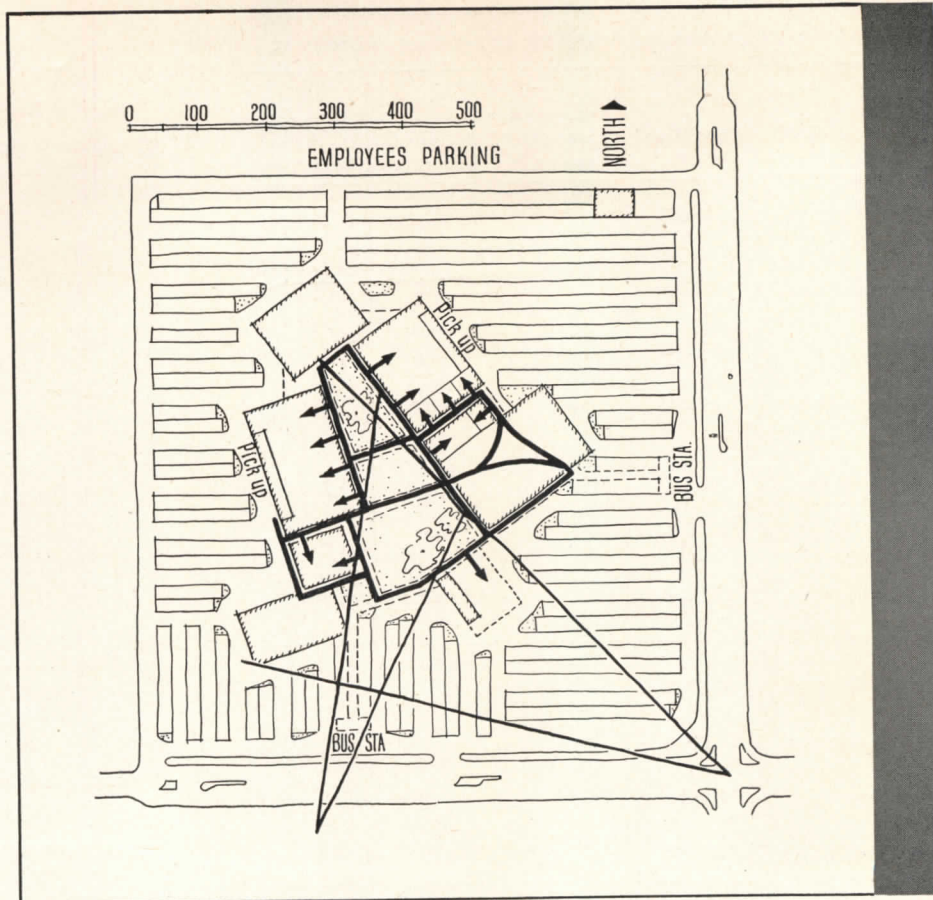 0 100 200 300 400 500
NORTH
EMPLOYEES PARKING
Pick up
Pick up
BUS STA.
BUS STA